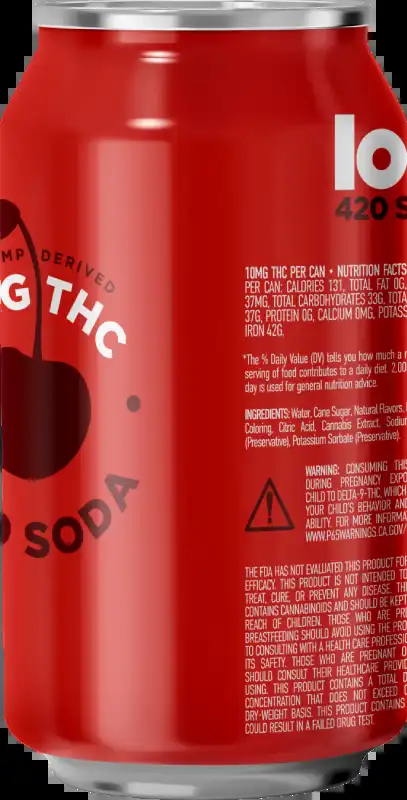 MP DERIVED
G THC
SODA
lo
420 S
10MG THC PER CAN • NUTRITION FACTS
PER CAN: CALORIES 131, TOTAL FAT 0G,
37MG, TOTAL CARBOHYDRATES 33G, TOTA
37G, PROTEIN 0G, CALCIUM 0MG, POTASS
IRON 42G.
*The % Daily Value (DV) tells you how much a n
serving of food contributes to a daily diet. 2,00
day is used for general nutrition advice.
INGREDIENTS: Water, Cane Sugar, Natural Flavors,
Coloring, Citric Acid, Cannabis Extract, Sodium
(Preservative), Potassium Sorbate (Preservative).
WARNING: CONSUMING THIS
DURING PREGNANCY EXPO
CHILD TO DELTA-9-THC, WHICH
YOUR CHILD'S BEHAVIOR AND
ABILITY. FOR MORE INFORMA
WWW.P65WARNINGS.CA.GOV/
THE FDA HAS NOT EVALUATED THIS PRODUCT FOR
EFFICACY. THIS PRODUCT IS NOT INTENDED TO
TREAT, CURE, OR PREVENT ANY DISEASE. THI
CONTAINS CANNABINOIDS AND SHOULD BE KEPT
REACH OF CHILDREN. THOSE WHO ARE PRE
BREASTFEEDING SHOULD AVOID USING THE PRO
TO CONSULTING WITH A HEALTH CARE PROFESSIO
ITS SAFETY. THOSE WHO ARE PREGNANT O
SHOULD CONSULT THEIR HEALTHCARE PROVID
USING. THIS PRODUCT CONTAINS A TOTAL D
CONCENTRATION THAT DOES NOT EXCEED 0
DRY-WEIGHT BASIS. THIS PRODUCT CONTAINS
COULD RESULT IN A FAILED DRUG TEST.